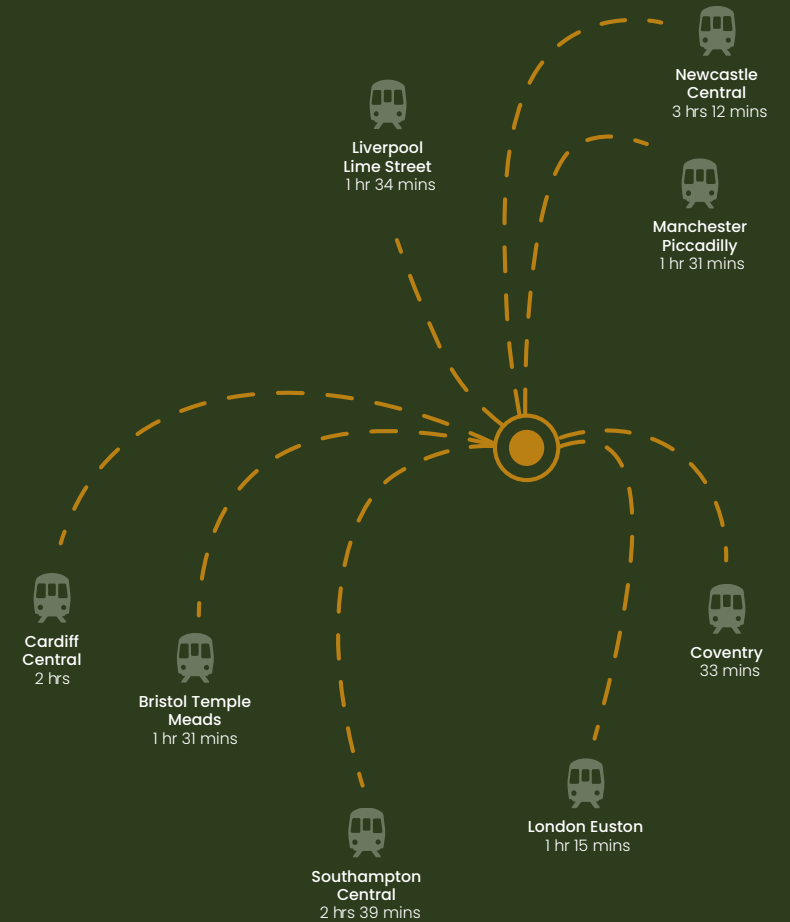 Newcastle
Central
3 hrs 12 mins
Liverpool
Lime Street
1 hr 34 mins
Manchester
Piccadilly
1 hr 31 mins
Cardiff
Central
2 hrs
Bristol Temple
Meads
1 hr 31 mins
Coventry
33 mins
London Euston
1 hr 15 mins
Southampton
Central
2 hrs 39 mins